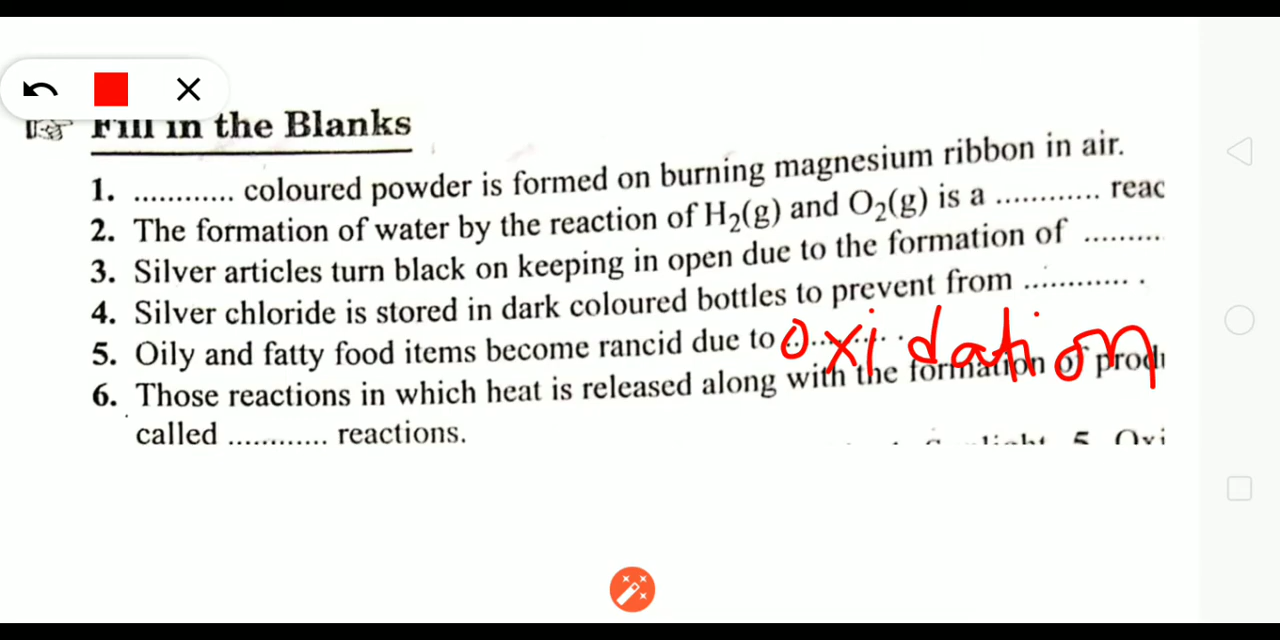 Fill in the Blanks
1. ............ coloured powder is formed on burning magnesium ribbon in air.
2. The formation of water by the reaction of H₂(g) and O₂(g) is a ............ reac
3. Silver articles turn black on keeping in open due to the formation of .........
4. Silver chloride is stored in dark coloured bottles to prevent from ............ .
5. Oily and fatty food items become rancid due to ............ . oxidation
6. Those reactions in which heat is released along with the formation of produ
called ............ reactions.
5 Oxi